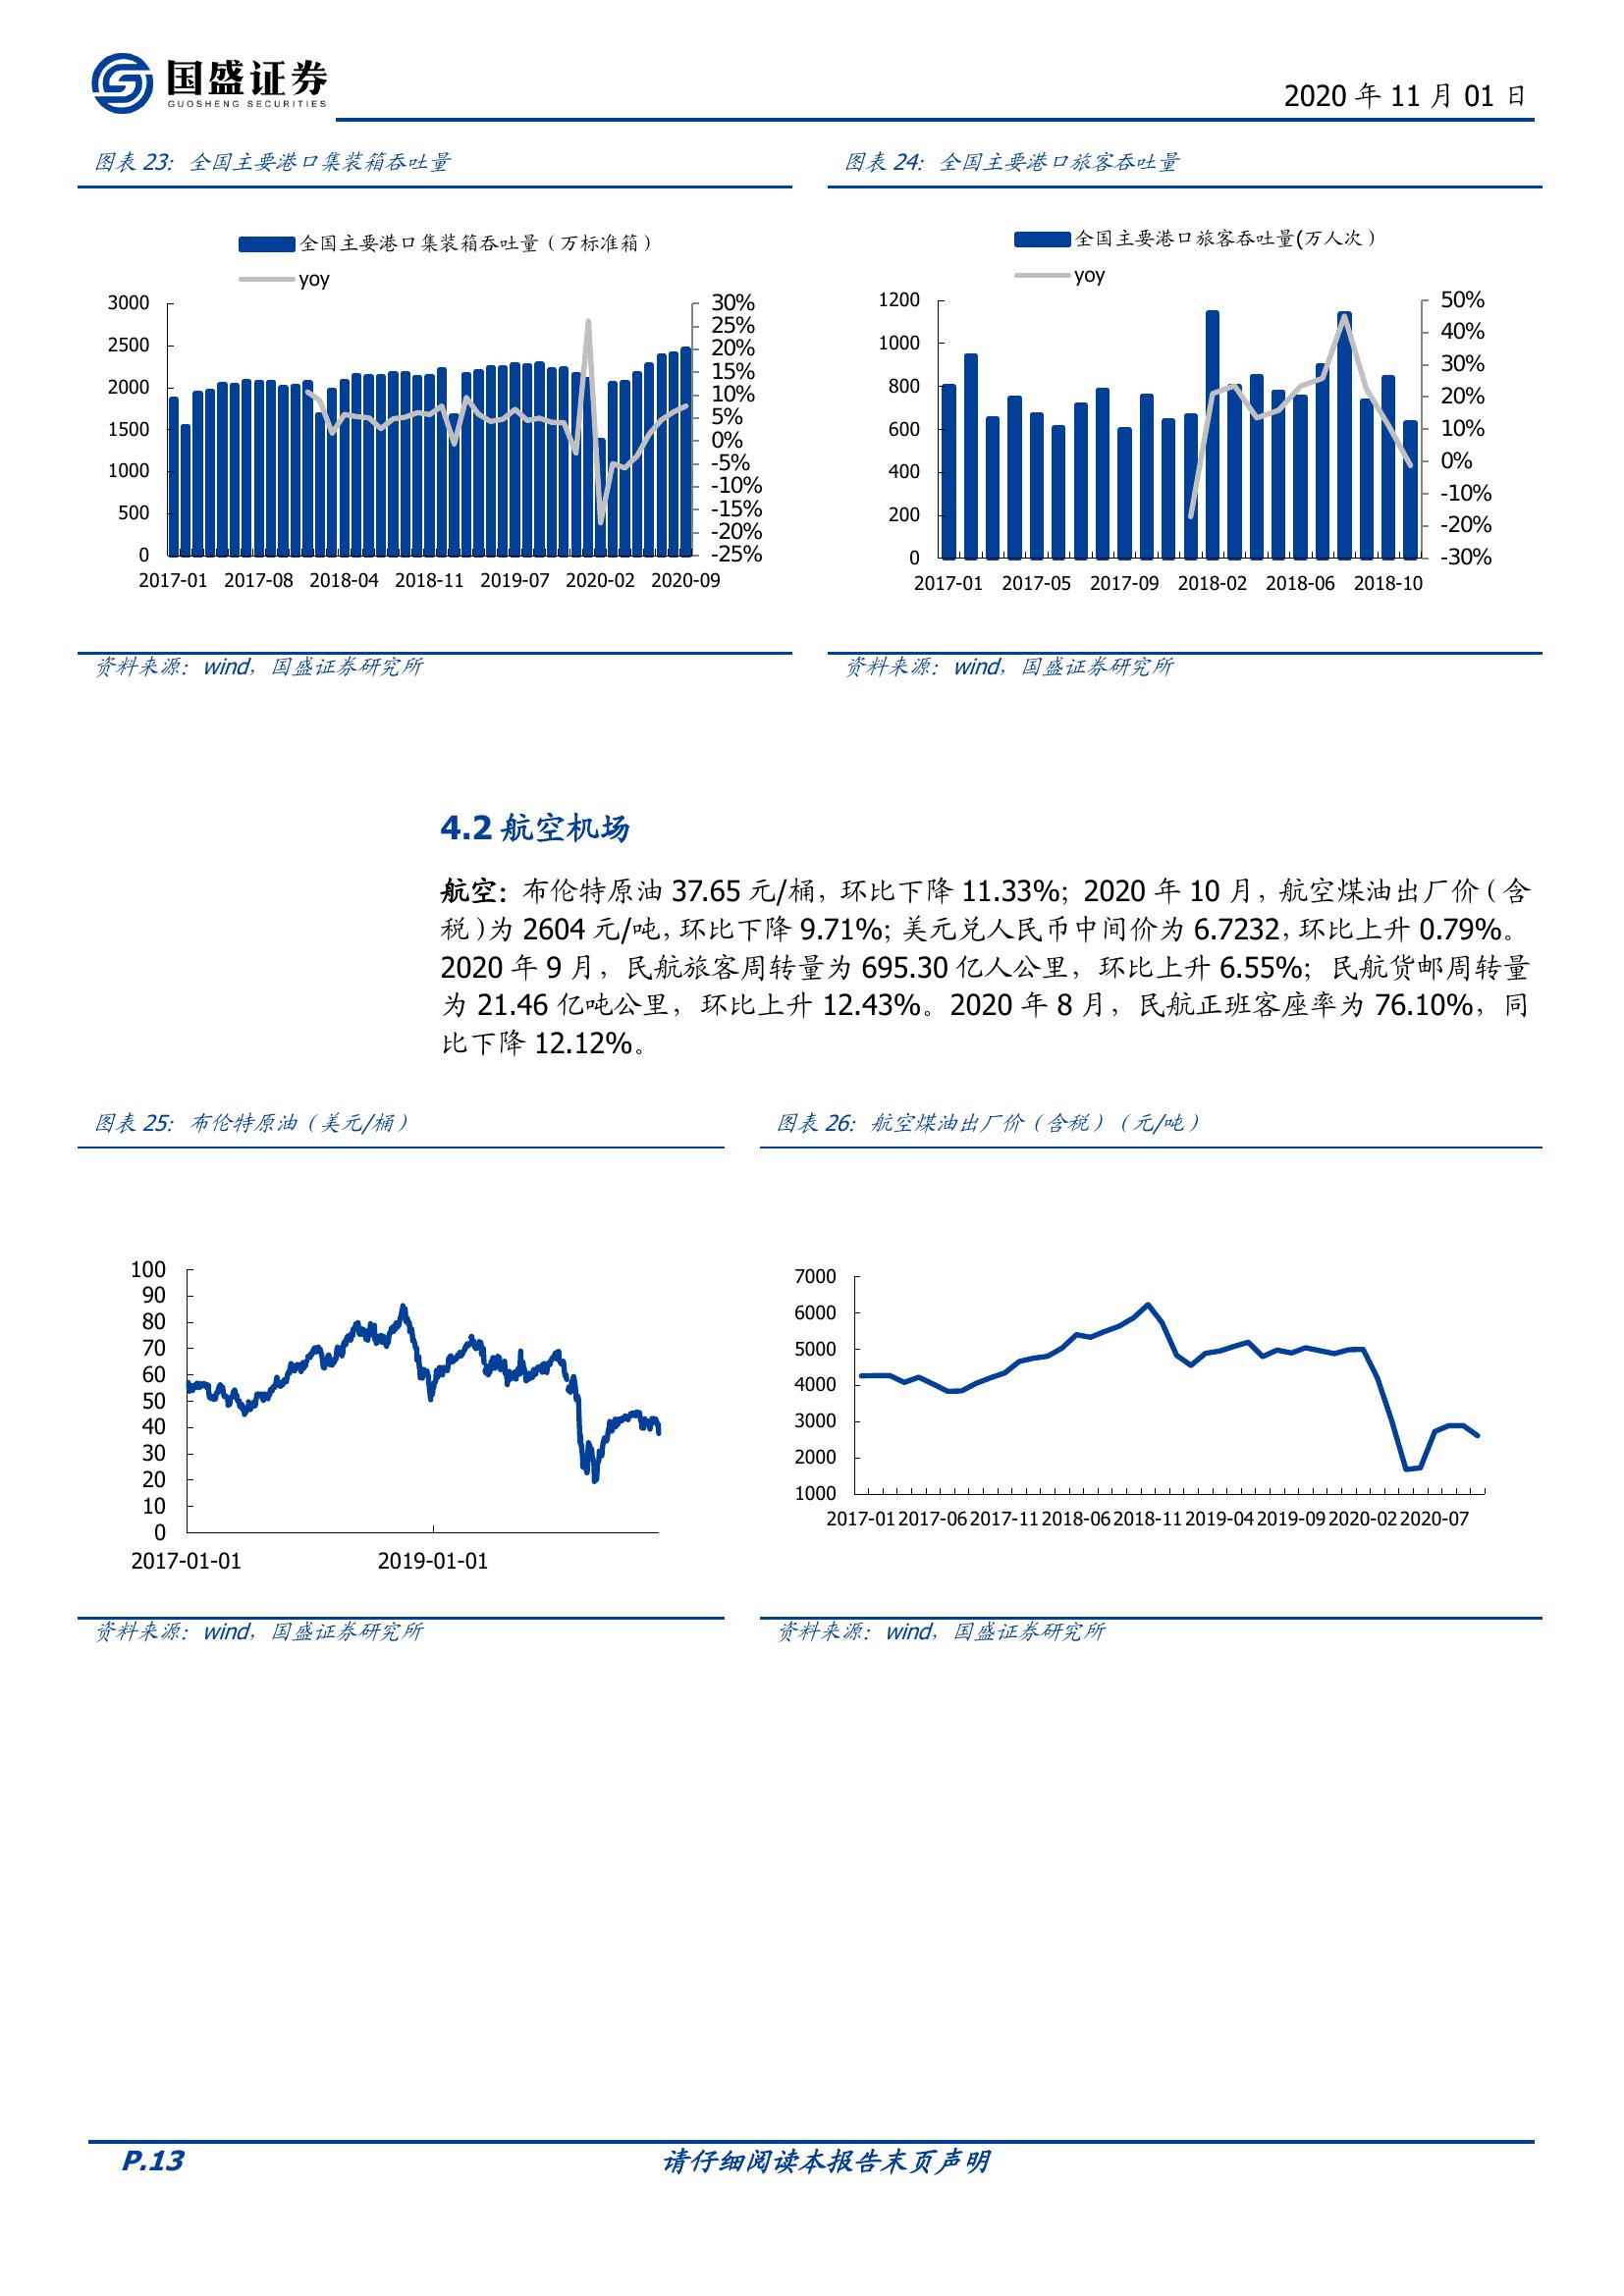 国盛证券
GUOSHENG SECURITIES
2020 年 11 月 01 日
图表 23：全国主要港口集装箱吞吐量
全国主要港口集装箱吞吐量（万标准箱）
yoy
3000
2500
2000
1500
1000
500
0
30%
25%
20%
15%
10%
5%
0%
-5%
-10%
-15%
-20%
-25%
2017-01 2017-08 2018-04 2018-11 2019-07 2020-02 2020-09
资料来源：wind，国盛证券研究所
图表 24：全国主要港口旅客吞吐量
全国主要港口旅客吞吐量(万人次）
yoy
1200
1000
800
600
400
200
0
50%
40%
30%
20%
10%
0%
-10%
-20%
-30%
2017-01 2017-05 2017-09 2018-02 2018-06 2018-10
资料来源：wind，国盛证券研究所
4.2 航空机场
航空：布伦特原油 37.65 元/桶，环比下降 11.33%；2020 年 10 月，航空煤油出厂价（含
税）为 2604 元/吨，环比下降 9.71%；美元兑人民币中间价为 6.7232，环比上升 0.79%。
2020 年 9 月，民航旅客周转量为 695.30 亿人公里，环比上升 6.55%；民航货邮周转量
为 21.46 亿吨公里，环比上升 12.43%。2020 年 8 月，民航正班客座率为 76.10%，同
比下降 12.12%。
图表 25：布伦特原油（美元/桶）
100
90
80
70
60
50
40
30
20
10
0
2017-01-01 2019-01-01
资料来源：wind，国盛证券研究所
图表 26：航空煤油出厂价（含税）（元/吨）
7000
6000
5000
4000
3000
2000
1000
2017-01 2017-06 2017-11 2018-06 2018-11 2019-04 2019-09 2020-02 2020-07
资料来源：wind，国盛证券研究所
P.13
请仔细阅读本报告末页声明